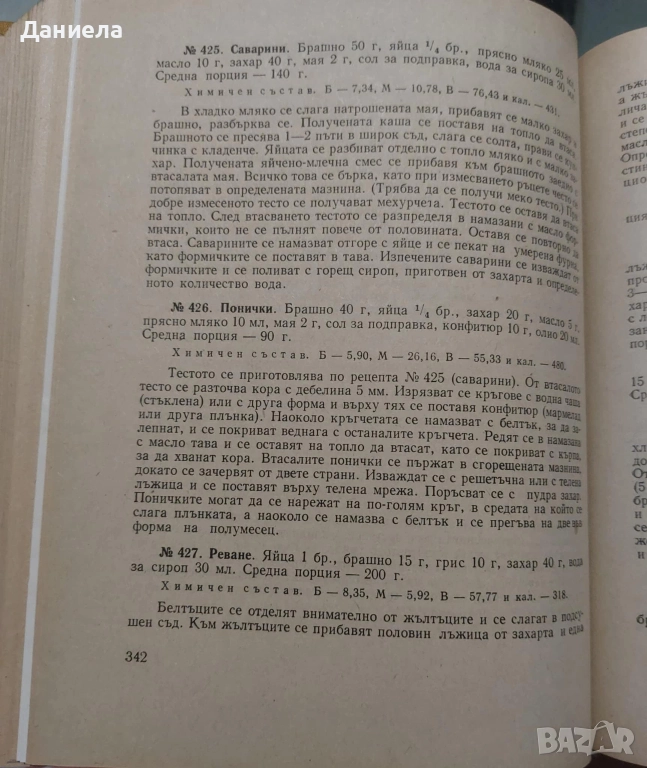 Даниела
№ 425. Саварини. Брашно 50 г, яйца 1/4 бр., прясно мляко 25 мл,
масло 10 г, захар 40 г, мая 2 г, сол за подправка, вода за сиропа 30 мл.
Средна порция — 140 г.
Химичен състав. Б — 7,34, М — 10,78, В — 76,43 и кал. — 431.
В хладко мляко се слага натрошената мая, прибавят се малко захар и
брашно, разбърква се. Получената каша се поставя на топло да втаса.
Брашното се пресява 1—2 пъти в широк съд, слага се солта, прави се
чинка с кладенче. Яйцата се разбиват отделно с топло мляко и с малко
хар. Получената яйчено-млечна смес се прибавя към брашното заедно с
втасалата мая. Всичко това се бърка, като при измесването ръцете често се
потопяват в определената мазнина. (Трябва да се получи меко тесто.) При
добре измесеното тесто се получават мехурчета. Тестото се оставя да втаса
на топло. След втасването тестото се разпределя в намазани с масло фор-
мички, които не се пълнят повече от половината. Оставя се повторно да
втаса. Саварините се намазват отгоре с яйце и се пекат на умерена фурна,
като формичките се поставят в тава. Изпечените саварини се изваждат от
формичките и се поливат с горещ сироп, приготвен от захарта и определе-
ното количество вода.
№ 426. Понички. Брашно 40 г, яйца 1/4 бр., захар 20 г, масло 5 г,
прясно мляко 10 мл, мая 2 г, сол за подправка, конфитюр 10 г, олио 20 мл.
Средна порция — 90 г.
Химичен състав. Б — 5,90, М — 26,16, В — 55,33 и кал. — 480.
Тестото се приготовлява по рецепта № 425 (саварини). От втасалото
тесто се разточва кора с дебелина 5 мм. Изрязват се кръгове с водна чаша
(стъклена) или с друга форма и върху тях се поставя конфитюр (мармелад
или друга плънка). Наоколо кръгчетата се намазват с белтък, за да за-
лепнат, и се покриват веднага с останалите кръгчета. Редят се в намазана
с масло тава и се оставят на топло да втасат, като се покриват с кърпа,
за да хванат кора. Втасалите понички се пържат в сгорещената мазнина,
докато се зачервят от двете страни. Изваждат се с решетъчна или с телена
лъжица и се поставят върху телена мрежа. Поръсват се с пудра захар.
Поничките могат да се нарежат на по-голям кръг, в средата на който се
слага плънката, а наоколо се намазва с белтък и се прегъва на две във
форма на полумесец.
№ 427. Реване. Яйца 1 бр., брашно 15 г, грис 10 г, захар 40 г, вода
за сироп 30 мл. Средна порция — 200 г.
Химичен състав. Б — 8,35, М — 5,92, В — 57,77 и кал. — 318.
Белтъците се отделят внимателно от жълтъците и се слагат в подсу-
шен съд. Към жълтъците се прибавят половин лъжица от захарта и една
342
BAZAR